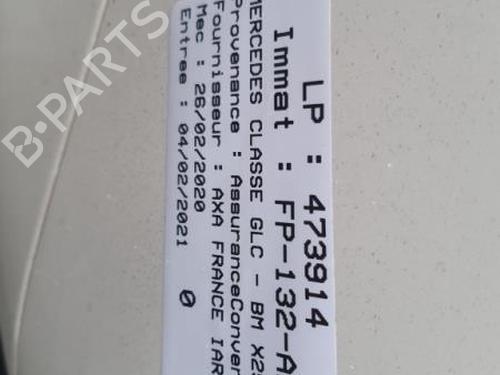 LP : 473914
Immat : FP-132-A
MERCEDES CLASSE GLC - BM X25
Provenance : AssuranceConver
Fournisseur : AXA FRANCE IAR
Mec : 26/02/2020
Entree : 04/02/2021 0
B-PARTS